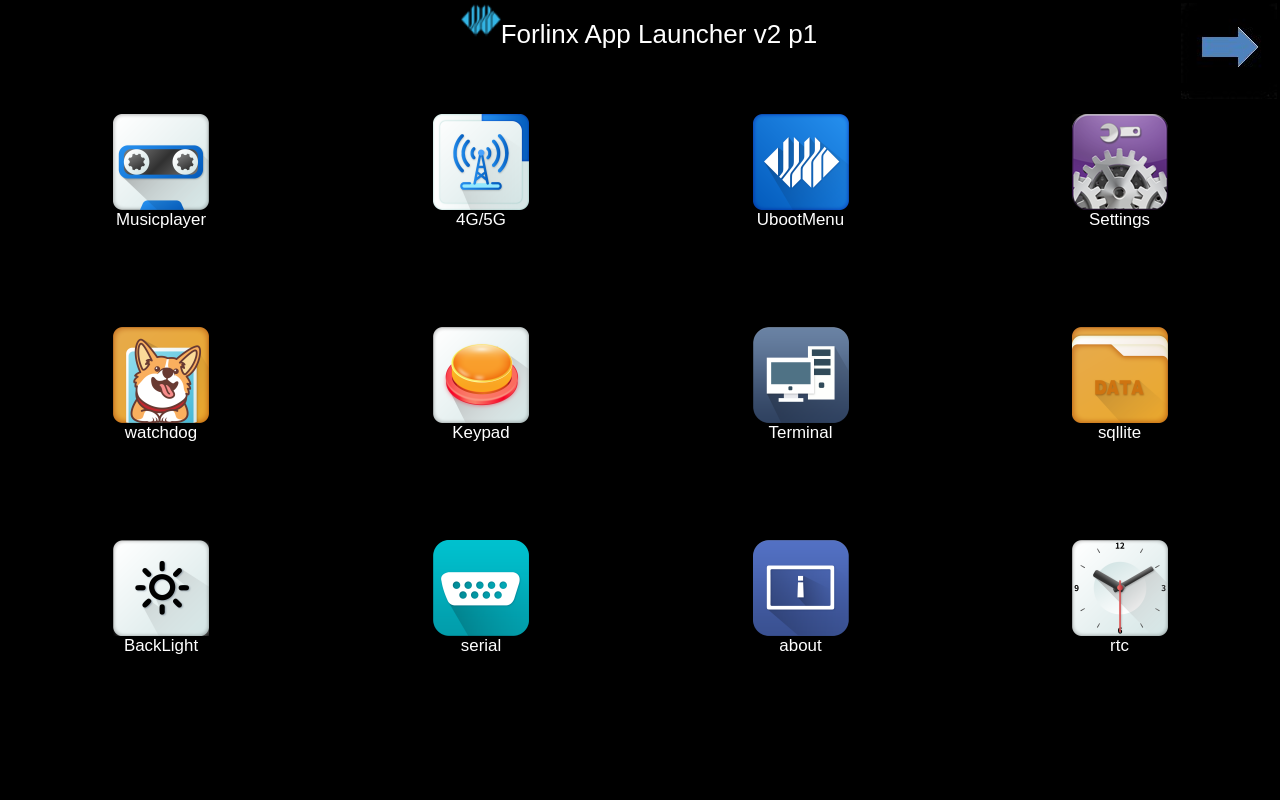 Forlinx App Launcher v2 p1
Musicplayer
4G/5G
UbootMenu
Settings
watchdog
Keypad
Terminal
DATA
sqllite
BackLight
serial
i
about
12
9
3
6
rtc